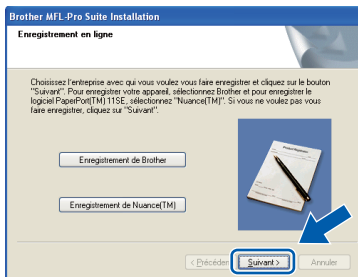 Brother MFL-Pro Suite Installation
Enregistrement en ligne
Choisissez l'entreprise avec qui vous voulez vous faire enregistrer et cliquez sur le bouton
"Suivant". Pour enregistrer votre appareil, sélectionnez Brother et pour enregistrer le
logiciel PaperPort(TM) 11SE, sélectionnez "Nuance(TM)". Si vous ne voulez pas vous
faire enregistrer, cliquez sur "Suivant".
Product Registration
Enregistrement de Brother
Enregistrement de Nuance(TM)
< Précéden
Suivant >
Annuler